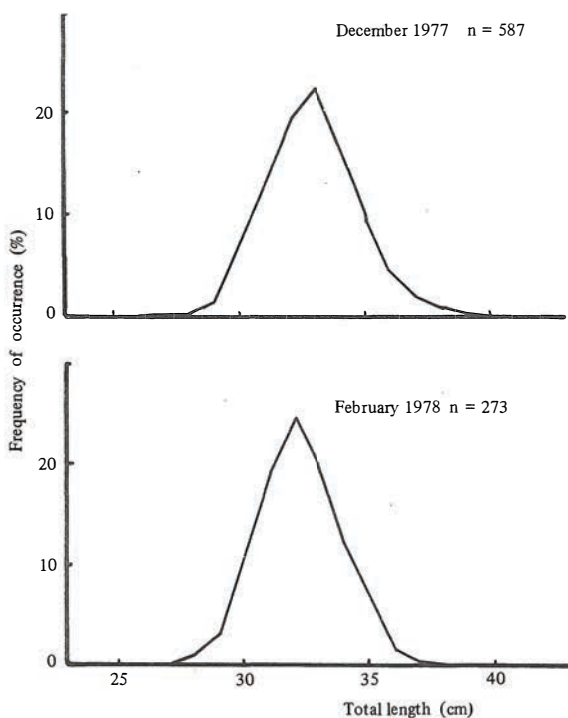 December 1977 n = 587
20
10
0
Frequency of occurrence (%)
February 1978 n = 273
20
10
0
25 30 35 40
Total length (cm)